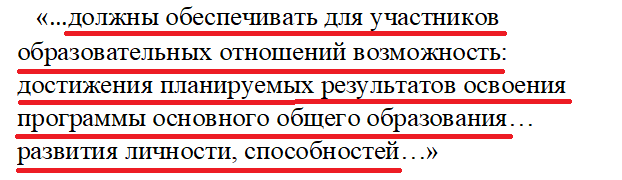 «...должны обеспечивать для участников
образовательных отношений возможность:
достижения планируемых результатов освоения
программы основного общего образования…
развития личности, способностей…»